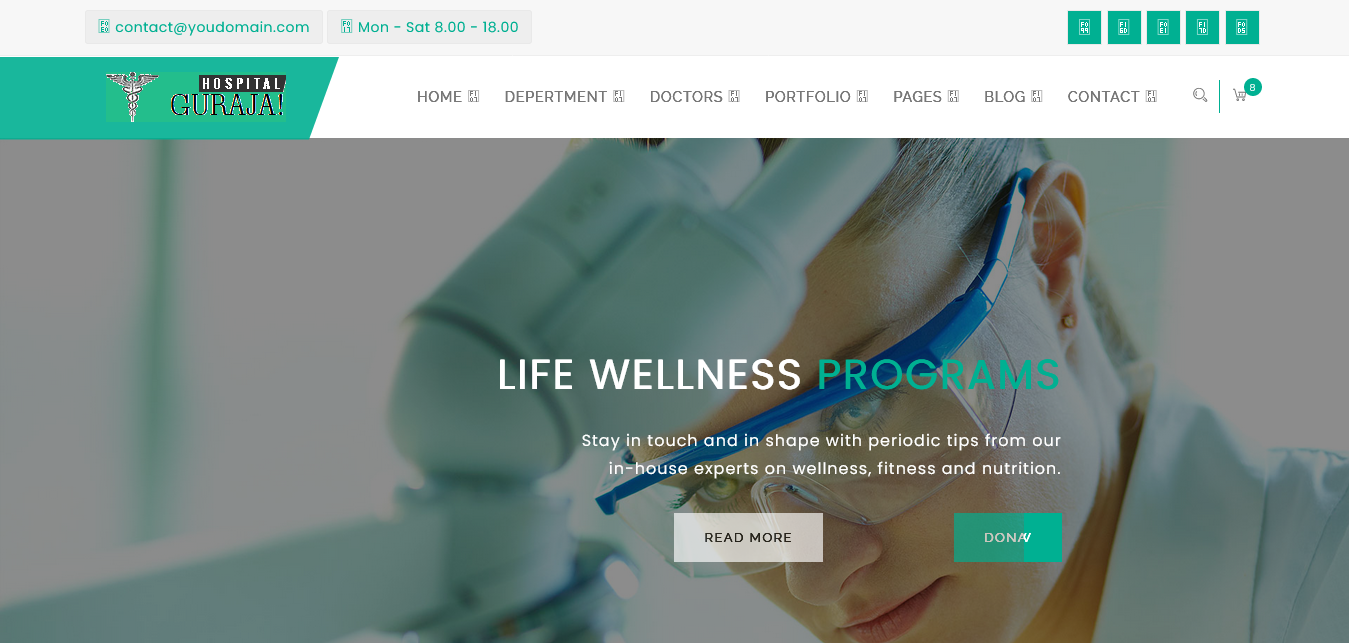 contact@youdomain.com
Mon - Sat 8.00 - 18.00
HOSPITAL
GURAJA!
HOME DEPERTMENT DOCTORS PORTFOLIO PAGES BLOG CONTACT
8
LIFE WELLNESS PROGRAMS
Stay in touch and in shape with periodic tips from our
in-house experts on wellness, fitness and nutrition.
READ MORE